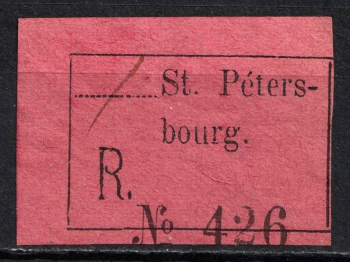 St. Péters-
bourg.
R.
No 426